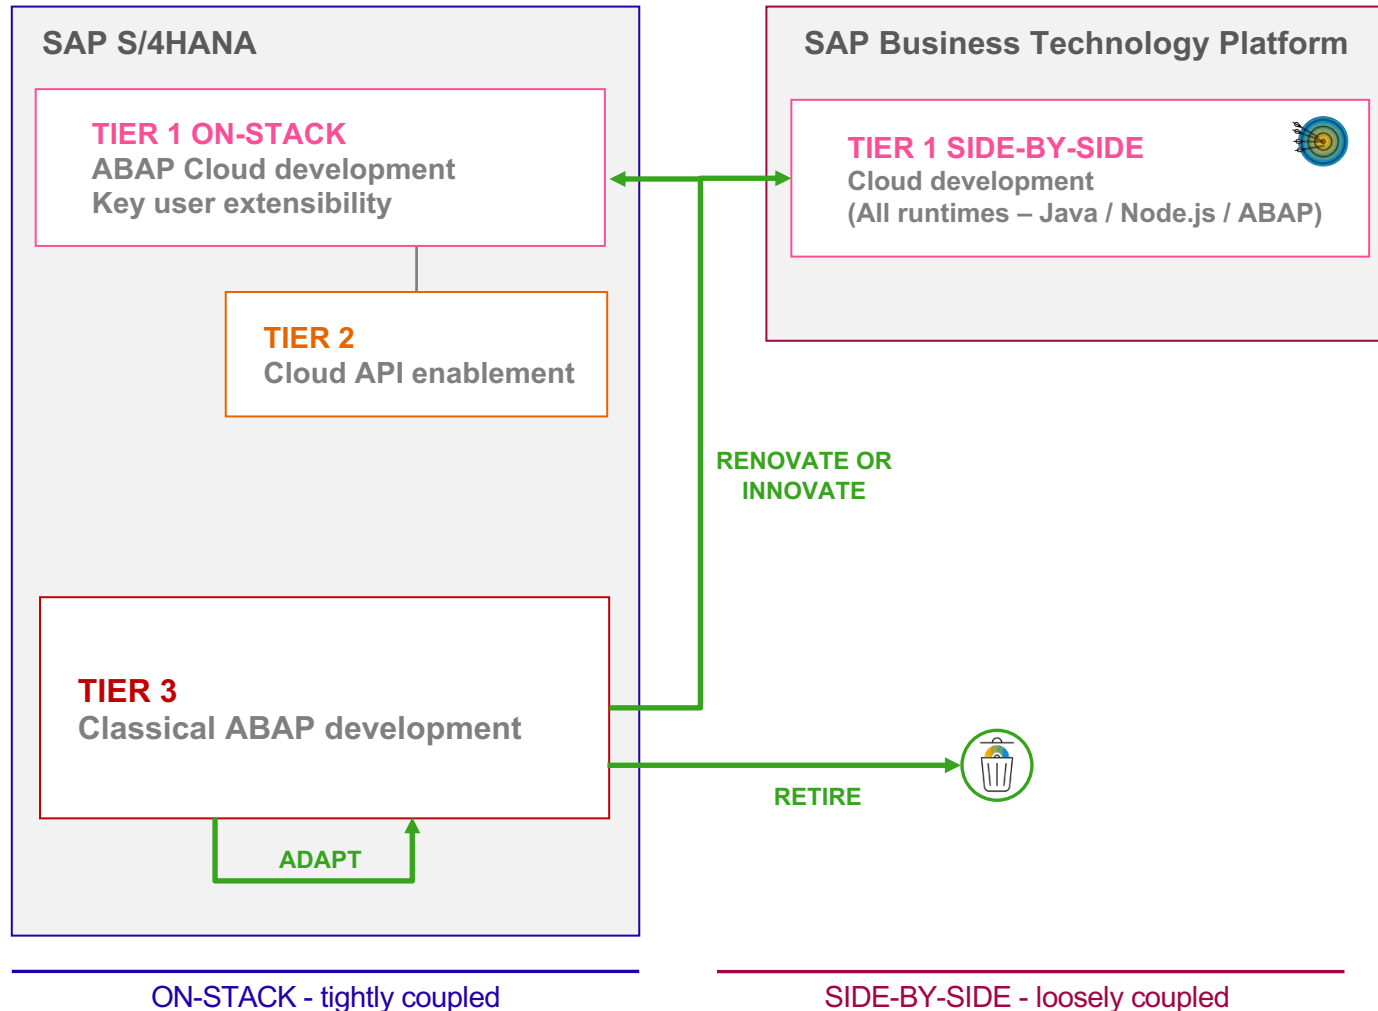 SAP S/4HANA
TIER 1 ON-STACK
ABAP Cloud development
Key user extensibility
TIER 2
Cloud API enablement
TIER 3
Classical ABAP development
ADAPT
SAP Business Technology Platform
TIER 1 SIDE-BY-SIDE
Cloud development
(All runtimes – Java / Node.js / ABAP)
RENOVATE OR
INNOVATE
RETIRE
ON-STACK - tightly coupled
SIDE-BY-SIDE - loosely coupled